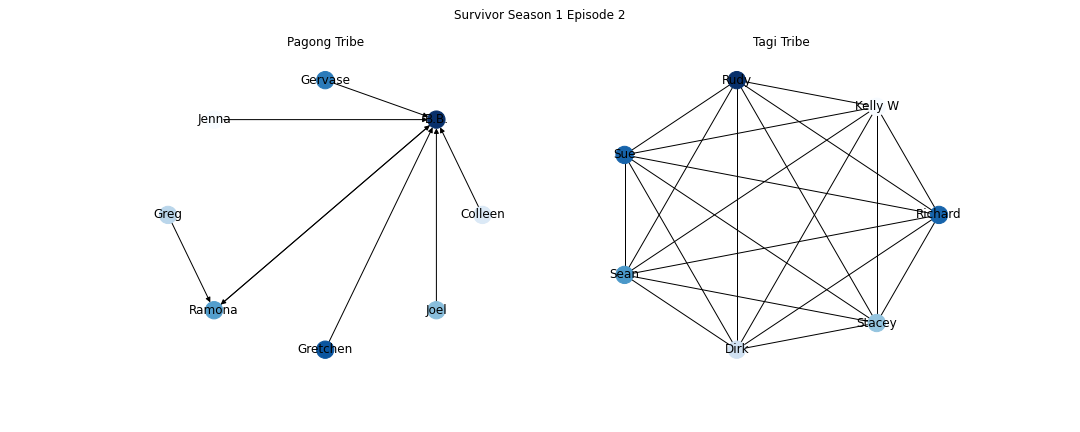 Survivor Season 1 Episode 2
Pagong Tribe
Gervase
Jenna
B.B.
Greg
Colleen
Ramona
Joel
Gretchen
Tagi Tribe
Rudy
Kelly W
Sue
Richard
Sean
Stacey
Dirk